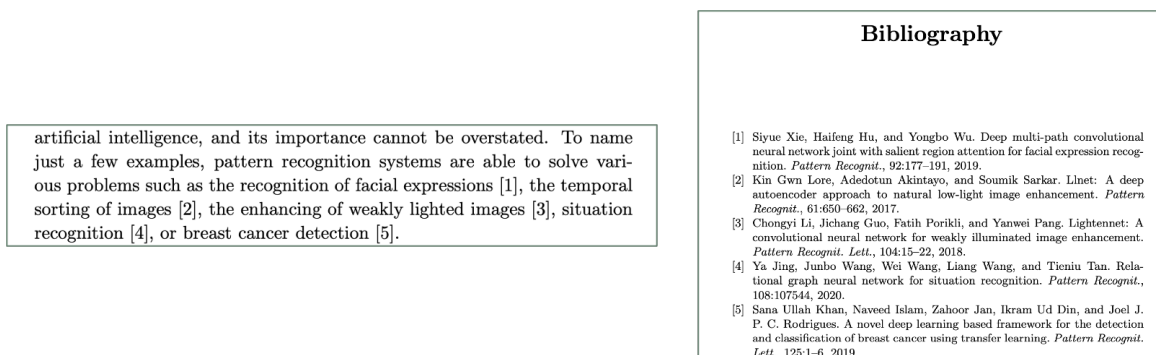 artificial intelligence, and its importance cannot be overstated. To name
just a few examples, pattern recognition systems are able to solve vari-
ous problems such as the recognition of facial expressions [1], the temporal
sorting of images [2], the enhancing of weakly lighted images [3], situation
recognition [4], or breast cancer detection [5].
Bibliography
[1] Siyue Xie, Haifeng Hu, and Yongbo Wu. Deep multi-path convolutional
neural network joint with salient region attention for facial expression recog-
nition. Pattern Recognit., 92:177–191, 2019.
[2] Kin Gwn Lore, Adedotun Akintayo, and Soumik Sarkar. Llnet: A deep
autoencoder approach to natural low-light image enhancement. Pattern
Recognit., 61:650–662, 2017.
[3] Chongyi Li, Jichang Guo, Fatih Porikli, and Yanwei Pang. Lightennet: A
convolutional neural network for weakly illuminated image enhancement.
Pattern Recognit. Lett., 104:15–22, 2018.
[4] Ya Jing, Junbo Wang, Wei Wang, Liang Wang, and Tieniu Tan. Rela-
tional graph neural network for situation recognition. Pattern Recognit.,
108:107544, 2020.
[5] Sana Ullah Khan, Naveed Islam, Zahoor Jan, Ikram Ud Din, and Joel J.
P. C. Rodrigues. A novel deep learning based framework for the detection
and classification of breast cancer using transfer learning. Pattern Recognit.
Lett., 125:1–6, 2019.